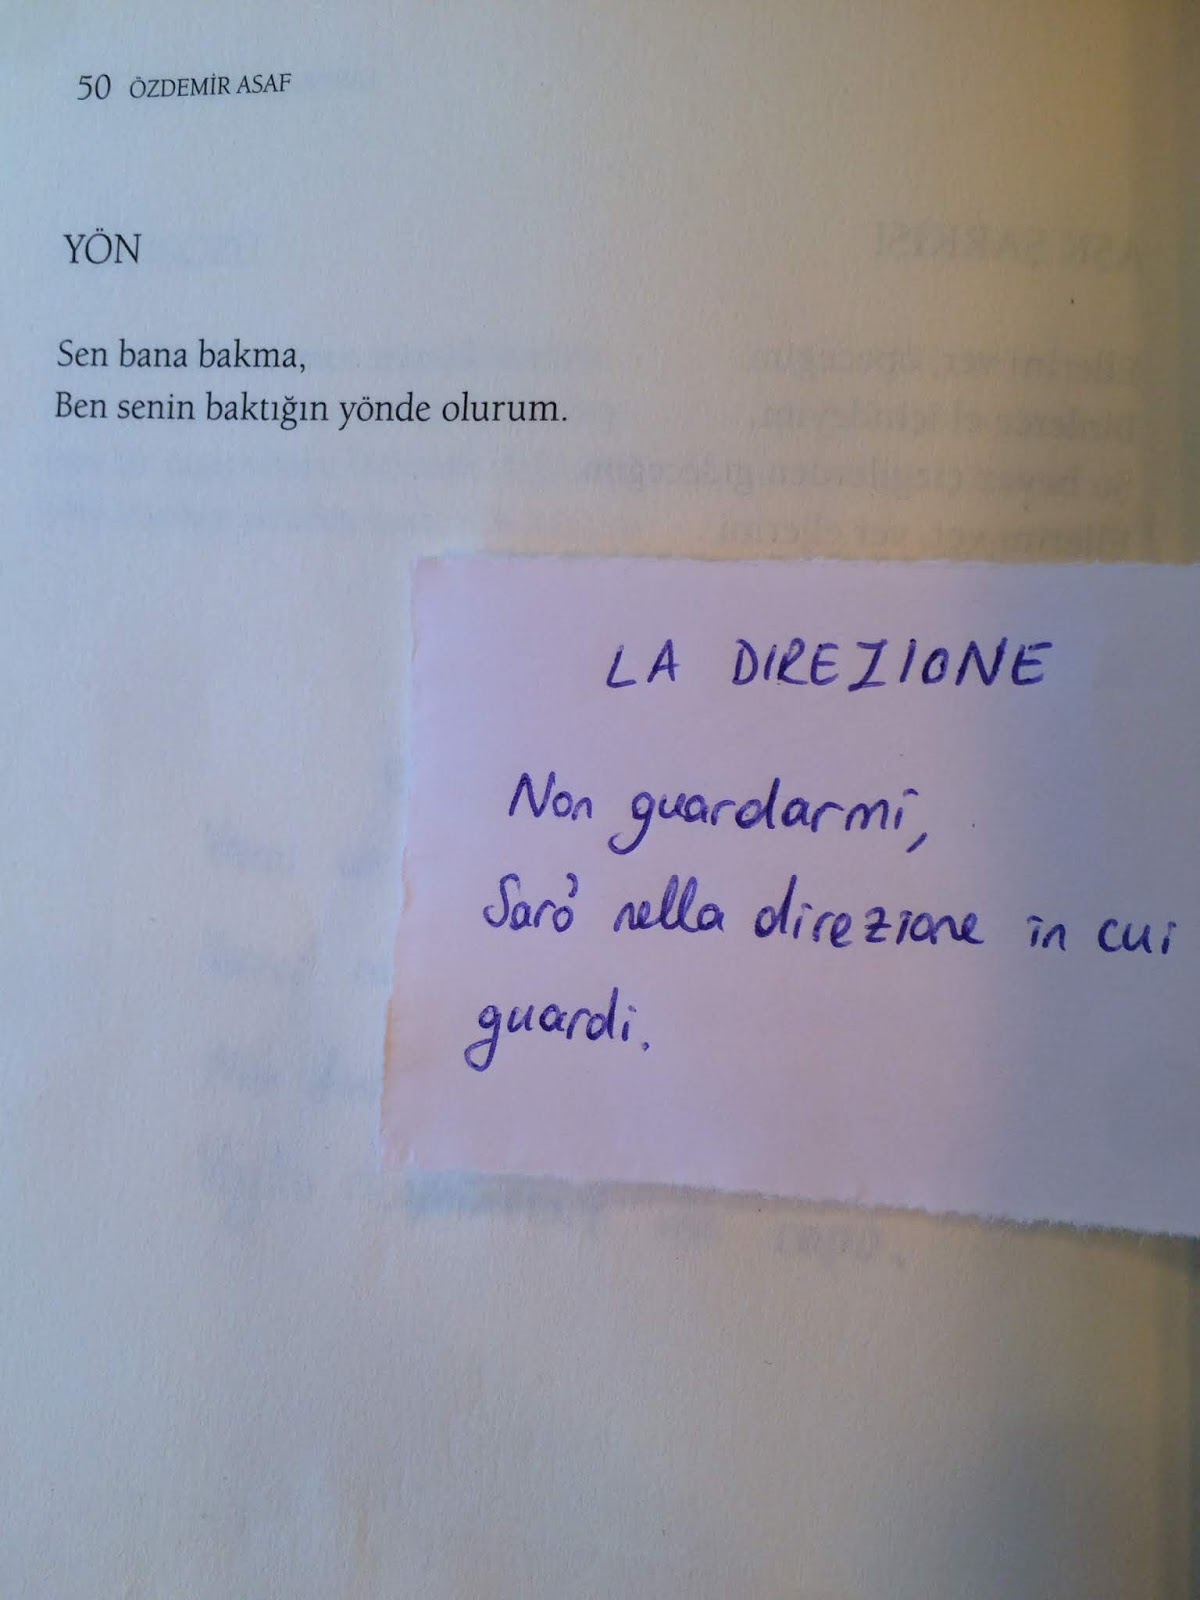 50 ÖZDEMİR ASAF
YÖN
Sen bana bakma,
Ben senin baktığın yönde olurum.
LA DIREZIONE
Non guardarmi,
Sarò nella direzione in cui
guardi.